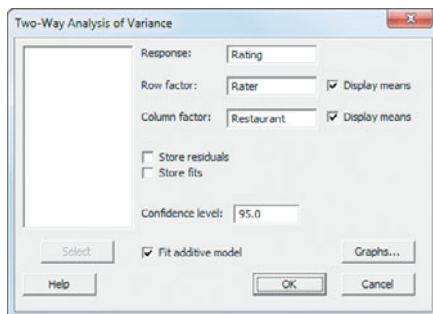 Two-Way Analysis of Variance
Response: Rating
Row factor: Rater Display means
Column factor: Restaurant Display means
Store residuals
Store fits
Confidence level: 95.0
Select Fit additive model Graphs...
Help OK Cancel